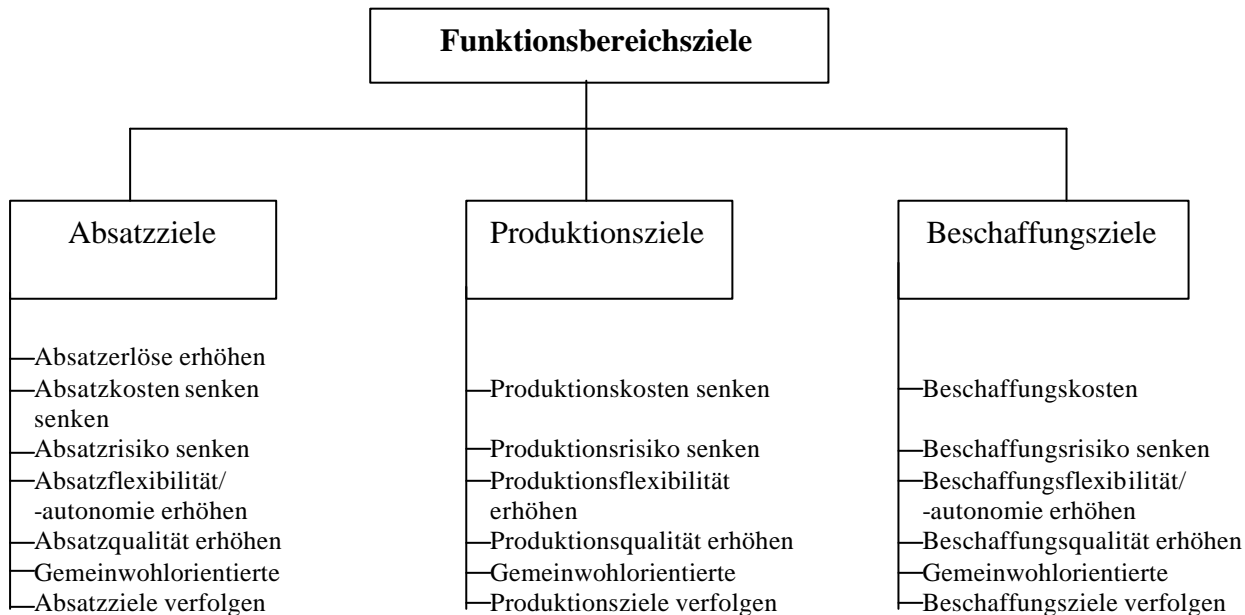 Funktionsbereichsziele
Absatzziele
Produktionsziele
Beschaffungsziele
Absatzerlöse erhöhen
Absatzkosten senken
senken
Absatzrisiko senken
Absatzflexibilität/
-autonomie erhöhen
Absatzqualität erhöhen
Gemeinwohlorientierte
Absatzziele verfolgen
Produktionskosten senken
Produktionsrisiko senken
Produktionsflexibilität
erhöhen
Produktionsqualität erhöhen
Gemeinwohlorientierte
Produktionsziele verfolgen
Beschaffungskosten
Beschaffungsrisiko senken
Beschaffungsflexibilität/
-autonomie erhöhen
Beschaffungsqualität erhöhen
Gemeinwohlorientierte
Beschaffungsziele verfolgen